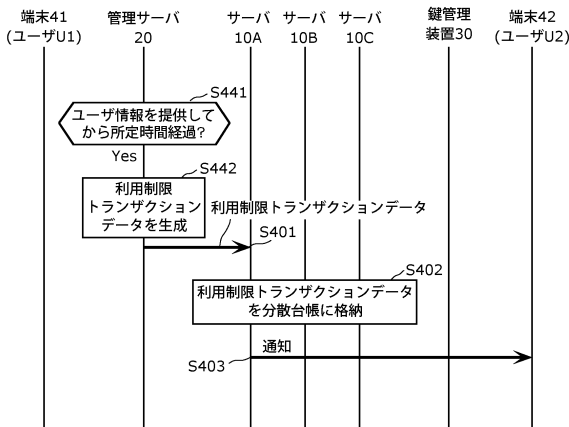 端末41
(ユーザU1)
管理サーバ
20
サーバ
10A
サーバ
10B
サーバ
10C
鍵管理
装置30
端末42
(ユーザU2)
S441
ユーザ情報を提供して
から所定時間経過?
Yes
S442
利用制限
トランザクション
データを生成
利用制限トランザクションデータ
S401
S402
利用制限トランザクションデータ
を分散台帳に格納
通知
S403